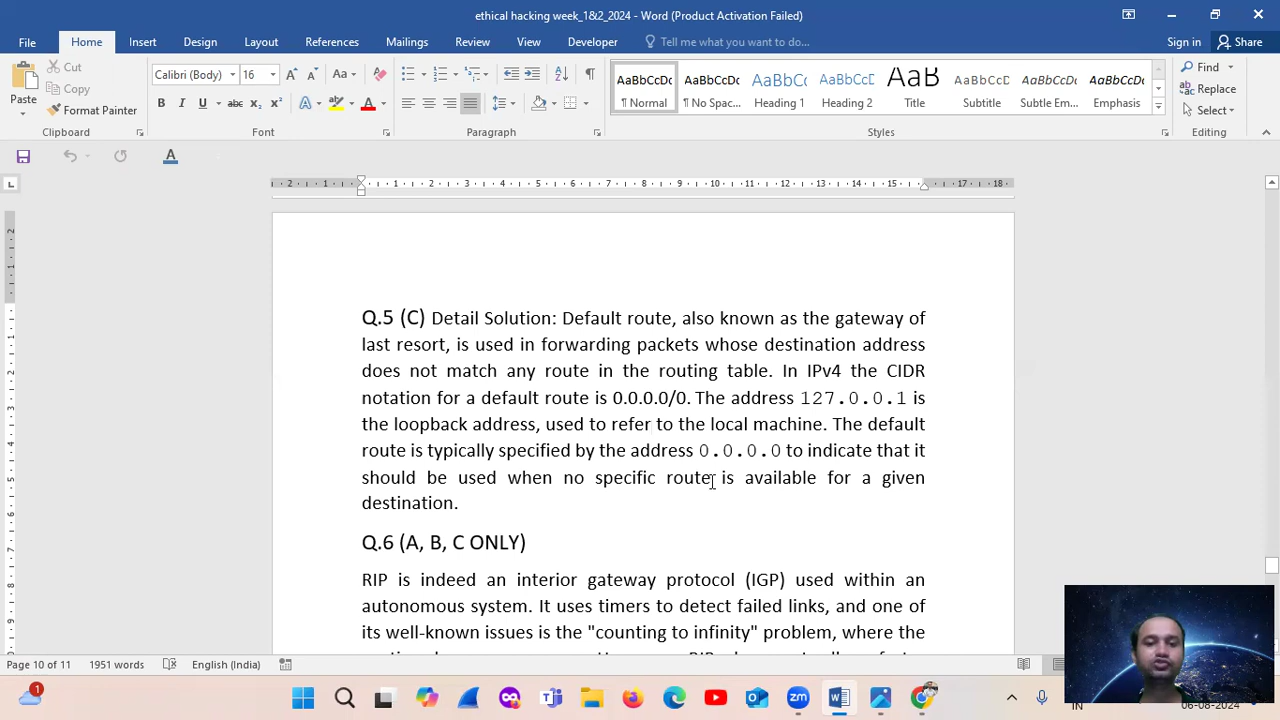 ethical hacking week_1&2_2024 - Word (Product Activation Failed)
File Home Insert Design Layout References Mailings Review View Developer Tell me what you want to do... Sign in Share
Cut
Copy
Format Painter
Paste
Calibri (Body) 16
AaBbCcDc AaBbCcDc AaBbCc AaBbCcE AaB AaBbCcD AaBbCcDc AaBbCcDc
¶ Normal ¶ No Spac... Heading Heading 2 Title Subtitle Subtle Em... Emphasis
Find
Replace
Select
Clipboard Font Paragraph Styles Editing
Q.5 (C) Detail Solution: Default route, also known as the gateway of
last resort, is used in forwarding packets whose destination address
does not match any route in the routing table. In IPv4 the CIDR
notation for a default route is 0.0.0.0/0. The address 127.0.0.1 is
the loopback address, used to refer to the local machine. The default
route is typically specified by the address 0.0.0.0 to indicate that it
should be used when no specific route is available for a given
destination.
Q.6 (A, B, C ONLY)
RIP is indeed an interior gateway protocol (IGP) used within an
autonomous system. It uses timers to detect failed links, and one of
its well-known issues is the "counting to infinity" problem, where the
Page 10 of 11 1951 words English (India)
IN
06-08-2024